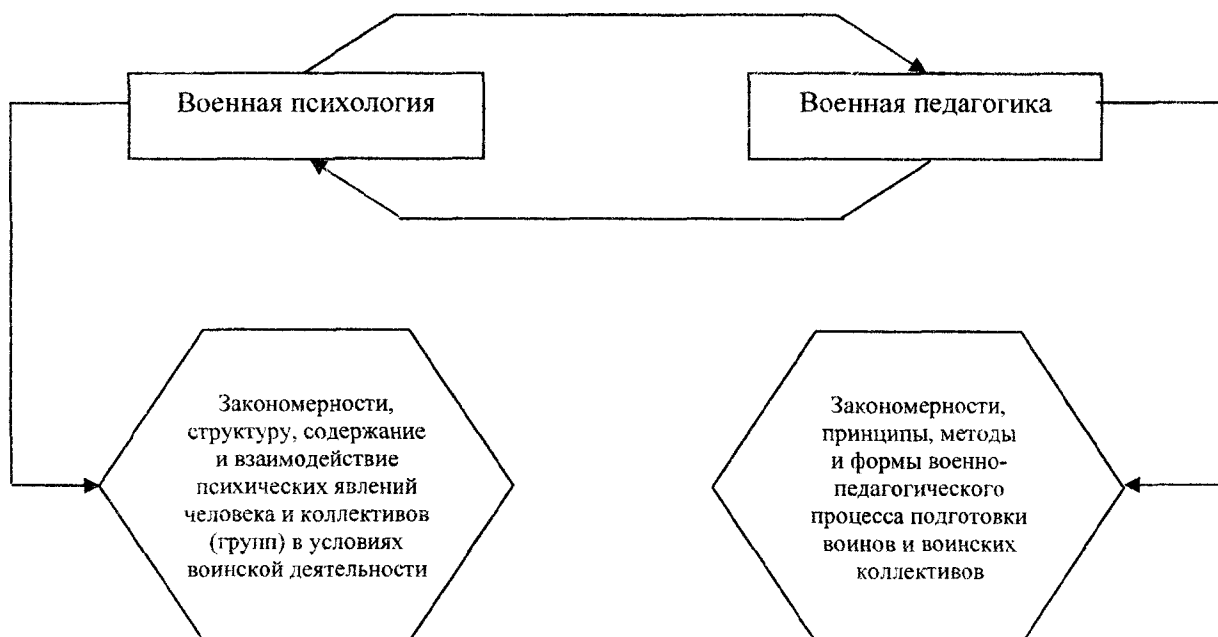 Военная психология
Военная педагогика
Закономерности,
структуру, содержание
и взаимодействие
психических явлений
человека и коллективов
(групп) в условиях
воинской деятельности
Закономерности,
принципы, методы
и формы военно-
педагогического
процесса подготовки
воинов и воинских
коллективов